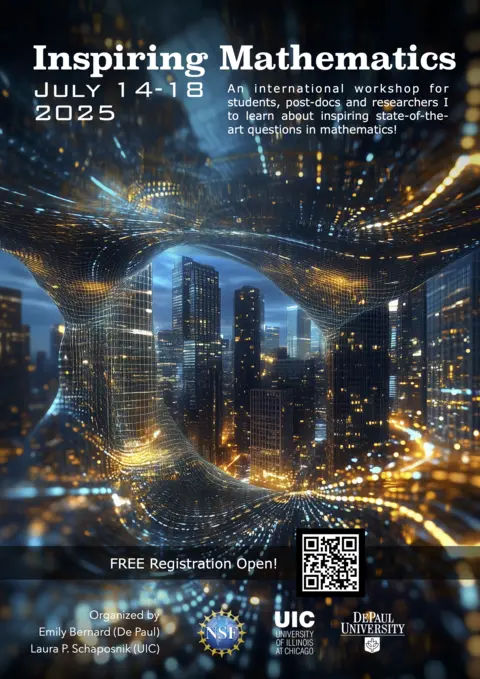 Inspiring Mathematics
JULY 14-18
2025
An international workshop for
students, post-docs and researchers I
to learn about inspiring state-of-the-
art questions in mathematics!
FREE Registration Open!
Organized by
Emily Bernard (De Paul)
Laura P. Schaposnik (UIC)
NSF
UIC
UNIVERSITY
OF ILLINOIS
AT CHICAGO
DEPAUL
UNIVERSITY